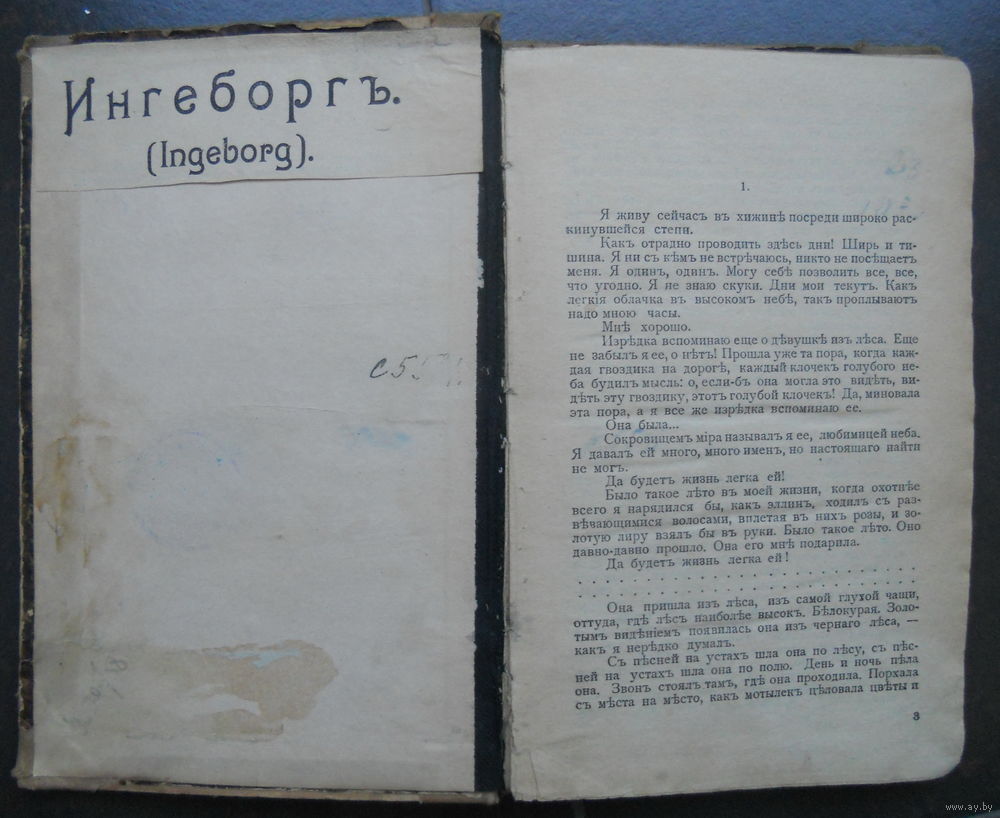 Ингеборгъ.
(Ingeborg).
1.
Я живу сейчасъ въ хижинѣ посреди широко рас-
кинувшейся степи.
Какъ отрадно проводить здѣсь дни! Ширь и ти-
шина. Я ни съ кѣмъ не встрѣчаюсь, никто не посѣщаетъ
меня. Я одинъ, одинъ. Могу себѣ позволить все, все,
что угодно. Я не знаю скуки. Дни мои текутъ. Какъ
легкія облачка въ высокомъ небѣ, такъ проплываютъ
надо мною часы.
Мнѣ хорошо.
Изрѣдка вспоминаю еще о дѣвушкѣ изъ лѣса. Еще
не забылъ я ее, о нѣтъ! Прошла уже та пора, когда каж-
дая гвоздика на дорогѣ, каждый клочекъ голубого не-
ба будилъ мысль: о, если-бъ она могла это видѣть, ви-
дѣть эту гвоздику, этотъ голубой клочекъ! Да, миновала
эта пора, а я все же изрѣдка вспоминаю ее.
Она была...
Сокровищемъ міра называлъ я ее, любимицей неба.
Я давалъ ей много, много именъ, но настоящаго найти
не могъ.
Да будетъ жизнь легка ей!
Было такое лѣто въ моей жизни, когда охотнѣе
всего я нарядился бы, какъ эллинъ, ходилъ съ раз-
вѣчающимися волосами, вплетая въ нихъ розы, и зо-
лотую лиру взялъ бы въ руки. Было такое лѣто. Оно
давно-давно прошло. Она его мнѣ подарила.
Да будетъ жизнь легка ей!
Она пришла изъ лѣса, изъ самой глухой чащи,
оттуда, гдѣ лѣсъ наиболѣе высокъ. Бѣлокурая. Золо-
тымъ видѣніемъ появилась она изъ чернаго лѣса, —
какъ я нерѣдко думалъ.
Съ пѣсней на устахъ шла она по лѣсу, съ пѣс-
ней на устахъ шла она по полю. День и ночь пѣла
она. Звонъ стоялъ тамъ, гдѣ она проходила. Порхала
съ мѣста на мѣсто, какъ мотылекъ цѣловала цвѣты и
3
www.ay.by